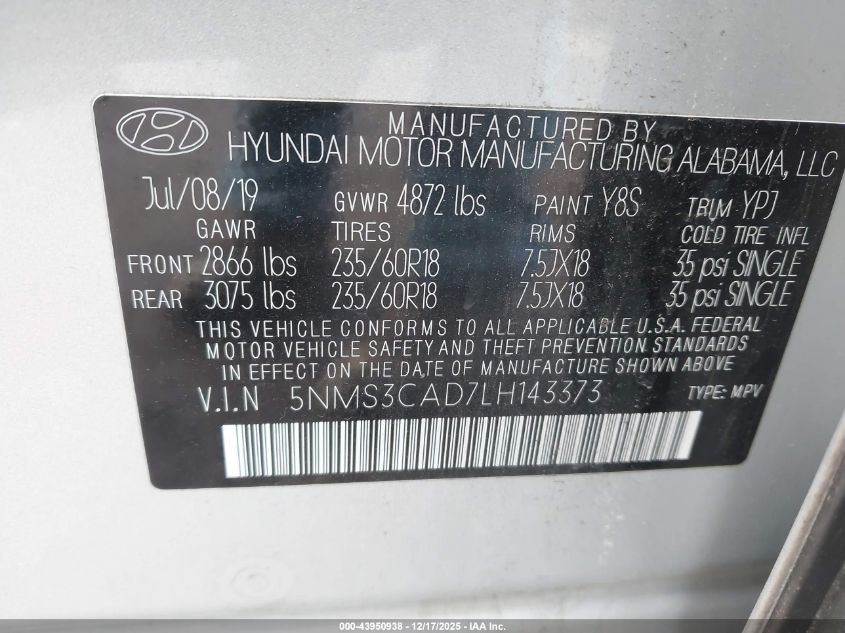 MANUFACTURED BY
HYUNDAI MOTOR MANUFACTURING ALABAMA, LLC
Jul/08/19 GVWR 4872 lbs PAINT Y8S TRIM YPJ
GAWR TIRES RIMS COLD TIRE INFL
FRONT 2866 lbs 235/60R18 7.5JX18 35 psi SINGLE
REAR 3075 lbs 235/60R18 7.5JX18 35 psi SINGLE
THIS VEHICLE CONFORMS TO ALL APPLICABLE U.S.A. FEDERAL
MOTOR VEHICLE SAFETY AND THEFT PREVENTION STANDARDS
IN EFFECT ON THE DATE OF MANUFACTURE SHOWN ABOVE
V.I.N 5NMS3CAD7LH143373 TYPE: MPV
000-43950938 - 12/17/2025 - IAA Inc.